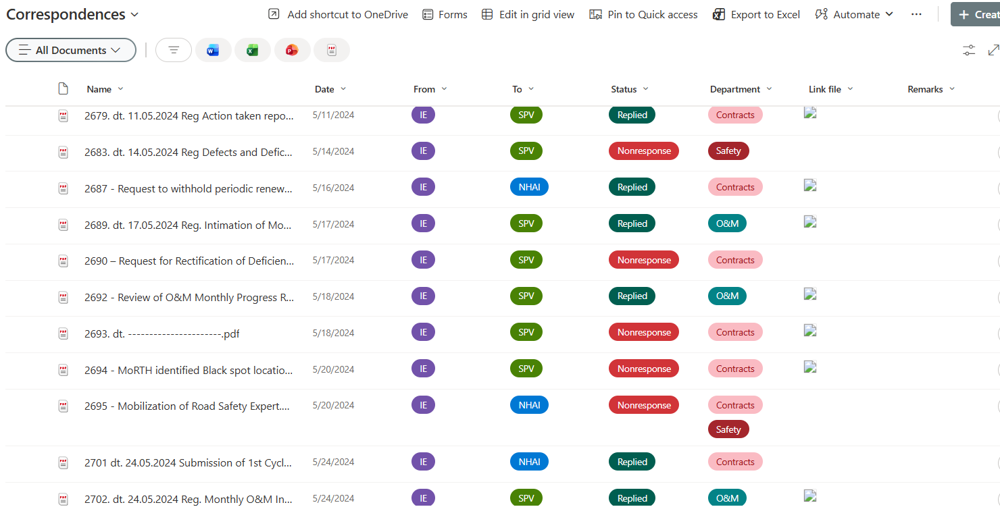 Correspondences
Add shortcut to OneDrive Forms Edit in grid view Pin to Quick access Export to Excel Automate ... + Creat
All Documents
Name Date From To Status Department Link file Remarks
2679. dt. 11.05.2024 Reg Action taken repo... 5/11/2024 IE SPV Replied Contracts
2683. dt. 14.05.2024 Reg Defects and Defic... 5/14/2024 IE SPV Nonresponse Safety
2687 - Request to withhold periodic renew... 5/16/2024 IE NHAI Replied Contracts
2689. dt. 17.05.2024 Reg. Intimation of Mo... 5/17/2024 IE SPV Replied O&M
2690 – Request for Rectification of Deficien... 5/17/2024 IE SPV Nonresponse Contracts
2692 - Review of O&M Monthly Progress R... 5/18/2024 IE SPV Replied O&M
2693. dt. ----------------------.pdf 5/18/2024 IE SPV Nonresponse Contracts
2694 - MoRTH identified Black spot locatio... 5/20/2024 IE SPV Nonresponse Contracts
2695 - Mobilization of Road Safety Expert.... 5/20/2024 IE NHAI Nonresponse Contracts
Safety
2701 dt. 24.05.2024 Submission of 1st Cycl... 5/24/2024 IE NHAI Replied Contracts
2702. dt. 24.05.2024 Reg. Monthly O&M In... 5/24/2024 IE SPV Replied O&M